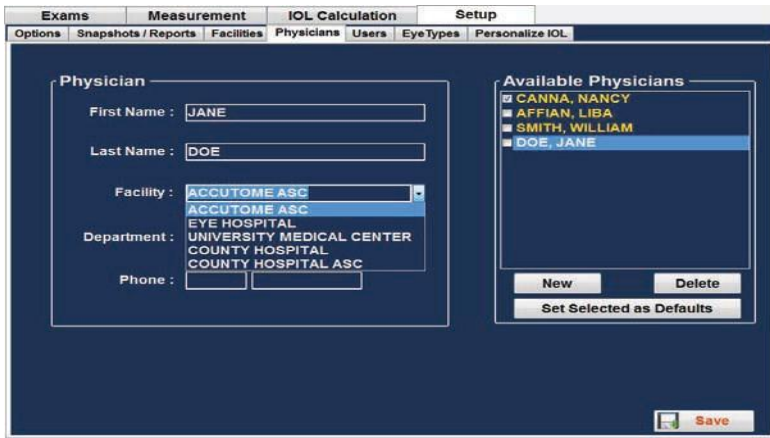 Exams Measurement IOL Calculation Setup
Options Snapshots / Reports Facilities Physicians Users EyeTypes Personalize IOL
Physician
First Name : JANE
Last Name : DOE
Facility : ACCUTOME ASC
ACCUTOME ASC
EYE HOSPITAL
UNIVERSITY MEDICAL CENTER
COUNTY HOSPITAL
COUNTY HOSPITAL ASC
Department :
Phone :
Available Physicians
CANNA, NANCY
AFFIAN, LIBA
SMITH, WILLIAM
DOE, JANE
New Delete
Set Selected as Defaults
Save